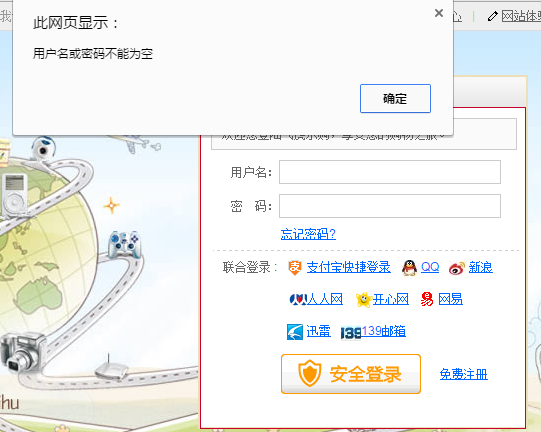 此网页显示：
用户名或密码不能为空
确定
网站体验
用户名：
密 码：
忘记密码?
联合登录： 支付宝快捷登录 QQ 新浪
人人网 开心网 网易
迅雷 139邮箱
安全登录 免费注册
hu